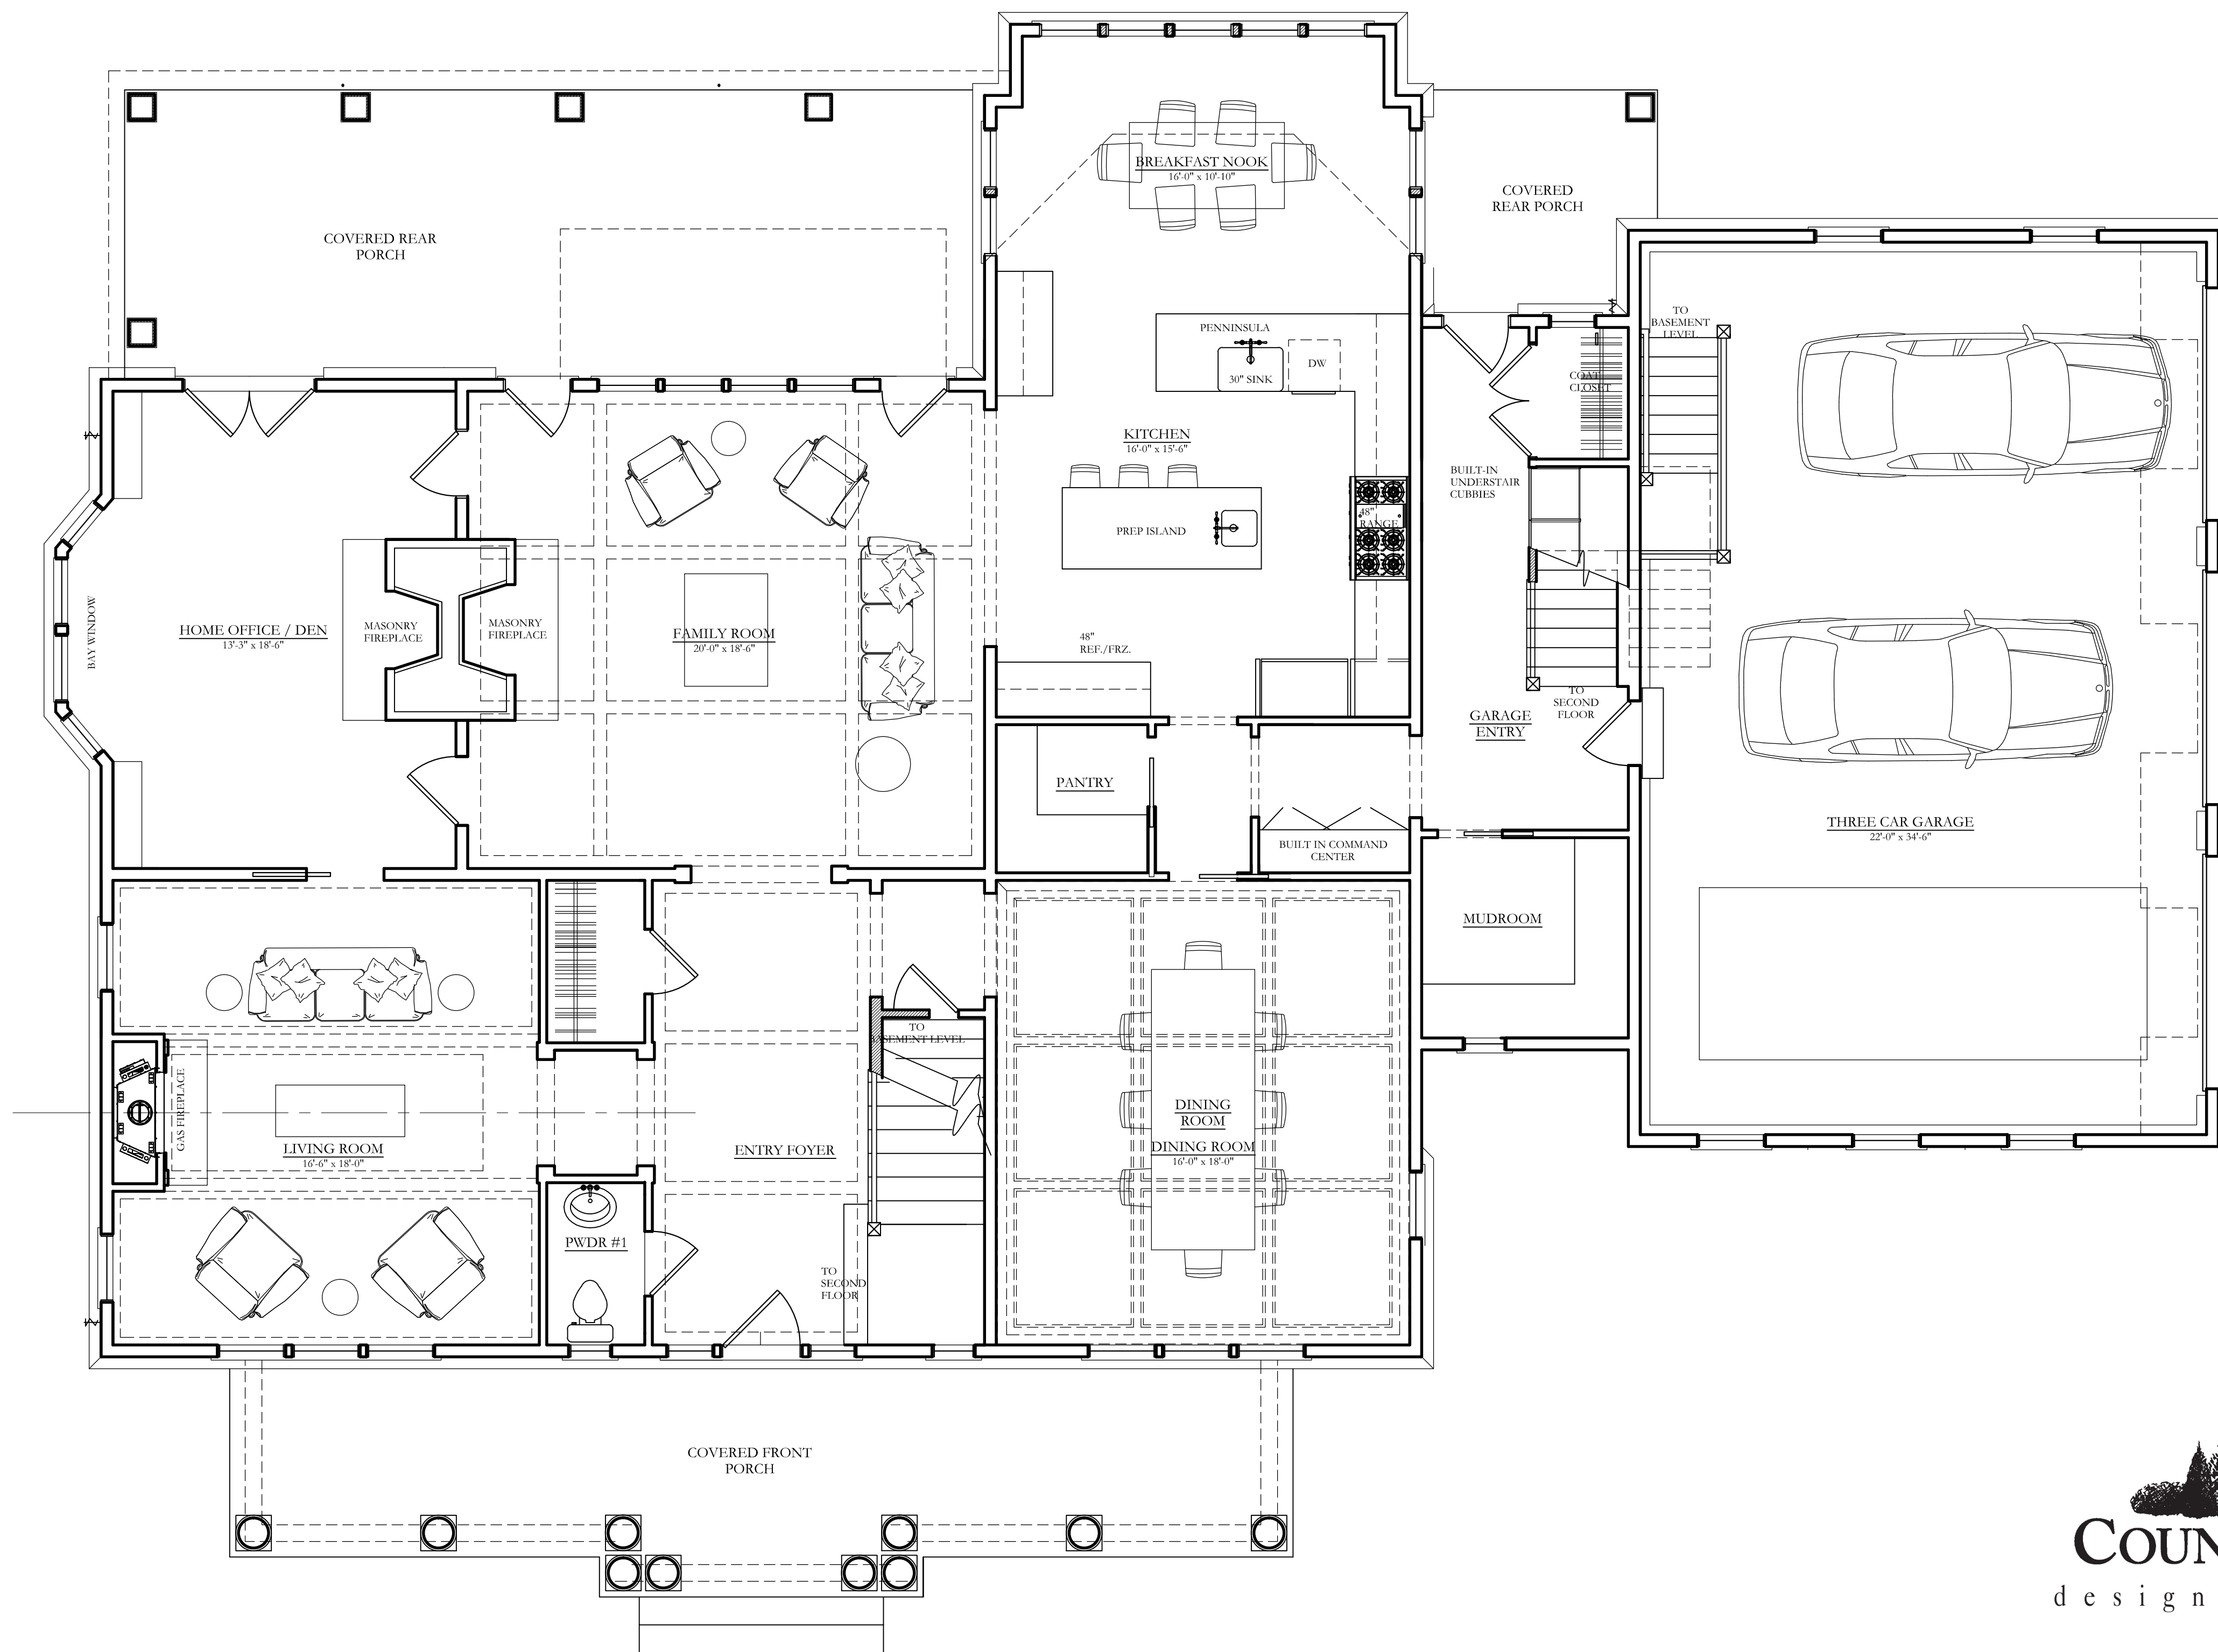 BREAKFAST NOOK
16'-0" x 10'-10"
COVERED
REAR PORCH
COVERED REAR
PORCH
TO
BASEMENT
LEVEL
PENNINSULA
30" SINK
DW
COAT
CLOSET
KITCHEN
16'-0" x 15'-6"
BUILT-IN
UNDERSTAIR
CUBBIES
PREP ISLAND
48"
RANGE
BAY WINDOW
HOME OFFICE / DEN
13'-3" x 18'-6"
MASONRY
FIREPLACE
MASONRY
FIREPLACE
FAMILY ROOM
20'-0" x 18'-6"
48"
REF./FRZ.
TO
SECOND
FLOOR
GARAGE
ENTRY
PANTRY
THREE CAR GARAGE
22'-0" x 34'-6"
BUILT IN COMMAND
CENTER
MUDROOM
TO
BASEMENT LEVEL
GAS FIREPLACE
LIVING ROOM
16'-6" x 18'-0"
ENTRY FOYER
DINING
ROOM
DINING ROOM
16'-0" x 18'-0"
PWDR #1
TO
SECOND
FLOOR
COVERED FRONT
PORCH
COUN
design